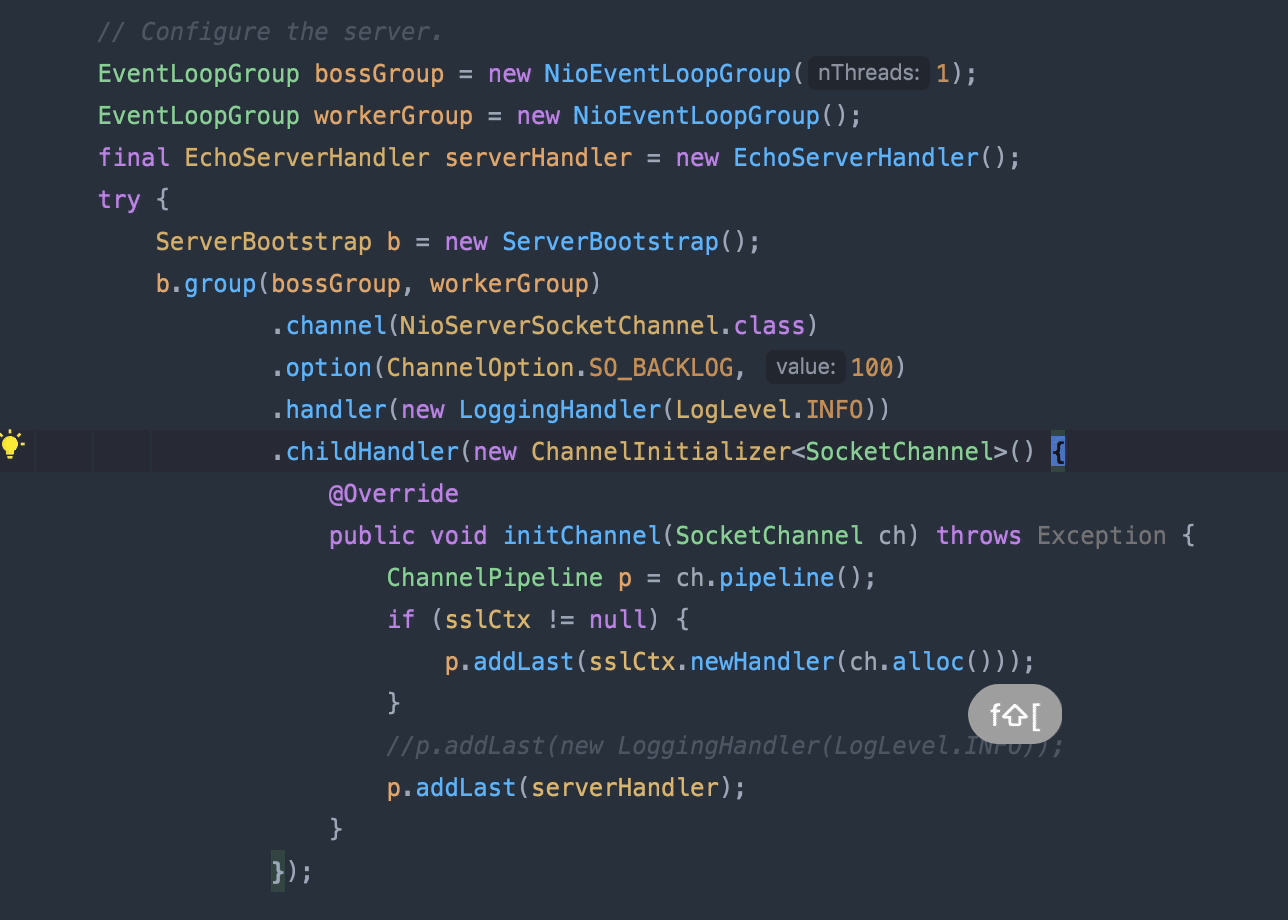 // Configure the server.
EventLoopGroup bossGroup = new NioEventLoopGroup( nThreads: 1);
EventLoopGroup workerGroup = new NioEventLoopGroup();
final EchoServerHandler serverHandler = new EchoServerHandler();
try {
ServerBootstrap b = new ServerBootstrap();
b.group(bossGroup, workerGroup)
.channel(NioServerSocketChannel.class)
.option(ChannelOption.SO_BACKLOG, value: 100)
.handler(new LoggingHandler(LogLevel.INFO))
.childHandler(new ChannelInitializer<SocketChannel>() {
@Override
public void initChannel(SocketChannel ch) throws Exception {
ChannelPipeline p = ch.pipeline();
if (sslCtx != null) {
p.addLast(sslCtx.newHandler(ch.alloc()));
}
f⇧[
//p.addLast(new LoggingHandler(LogLevel.INFO));
p.addLast(serverHandler);
}
});